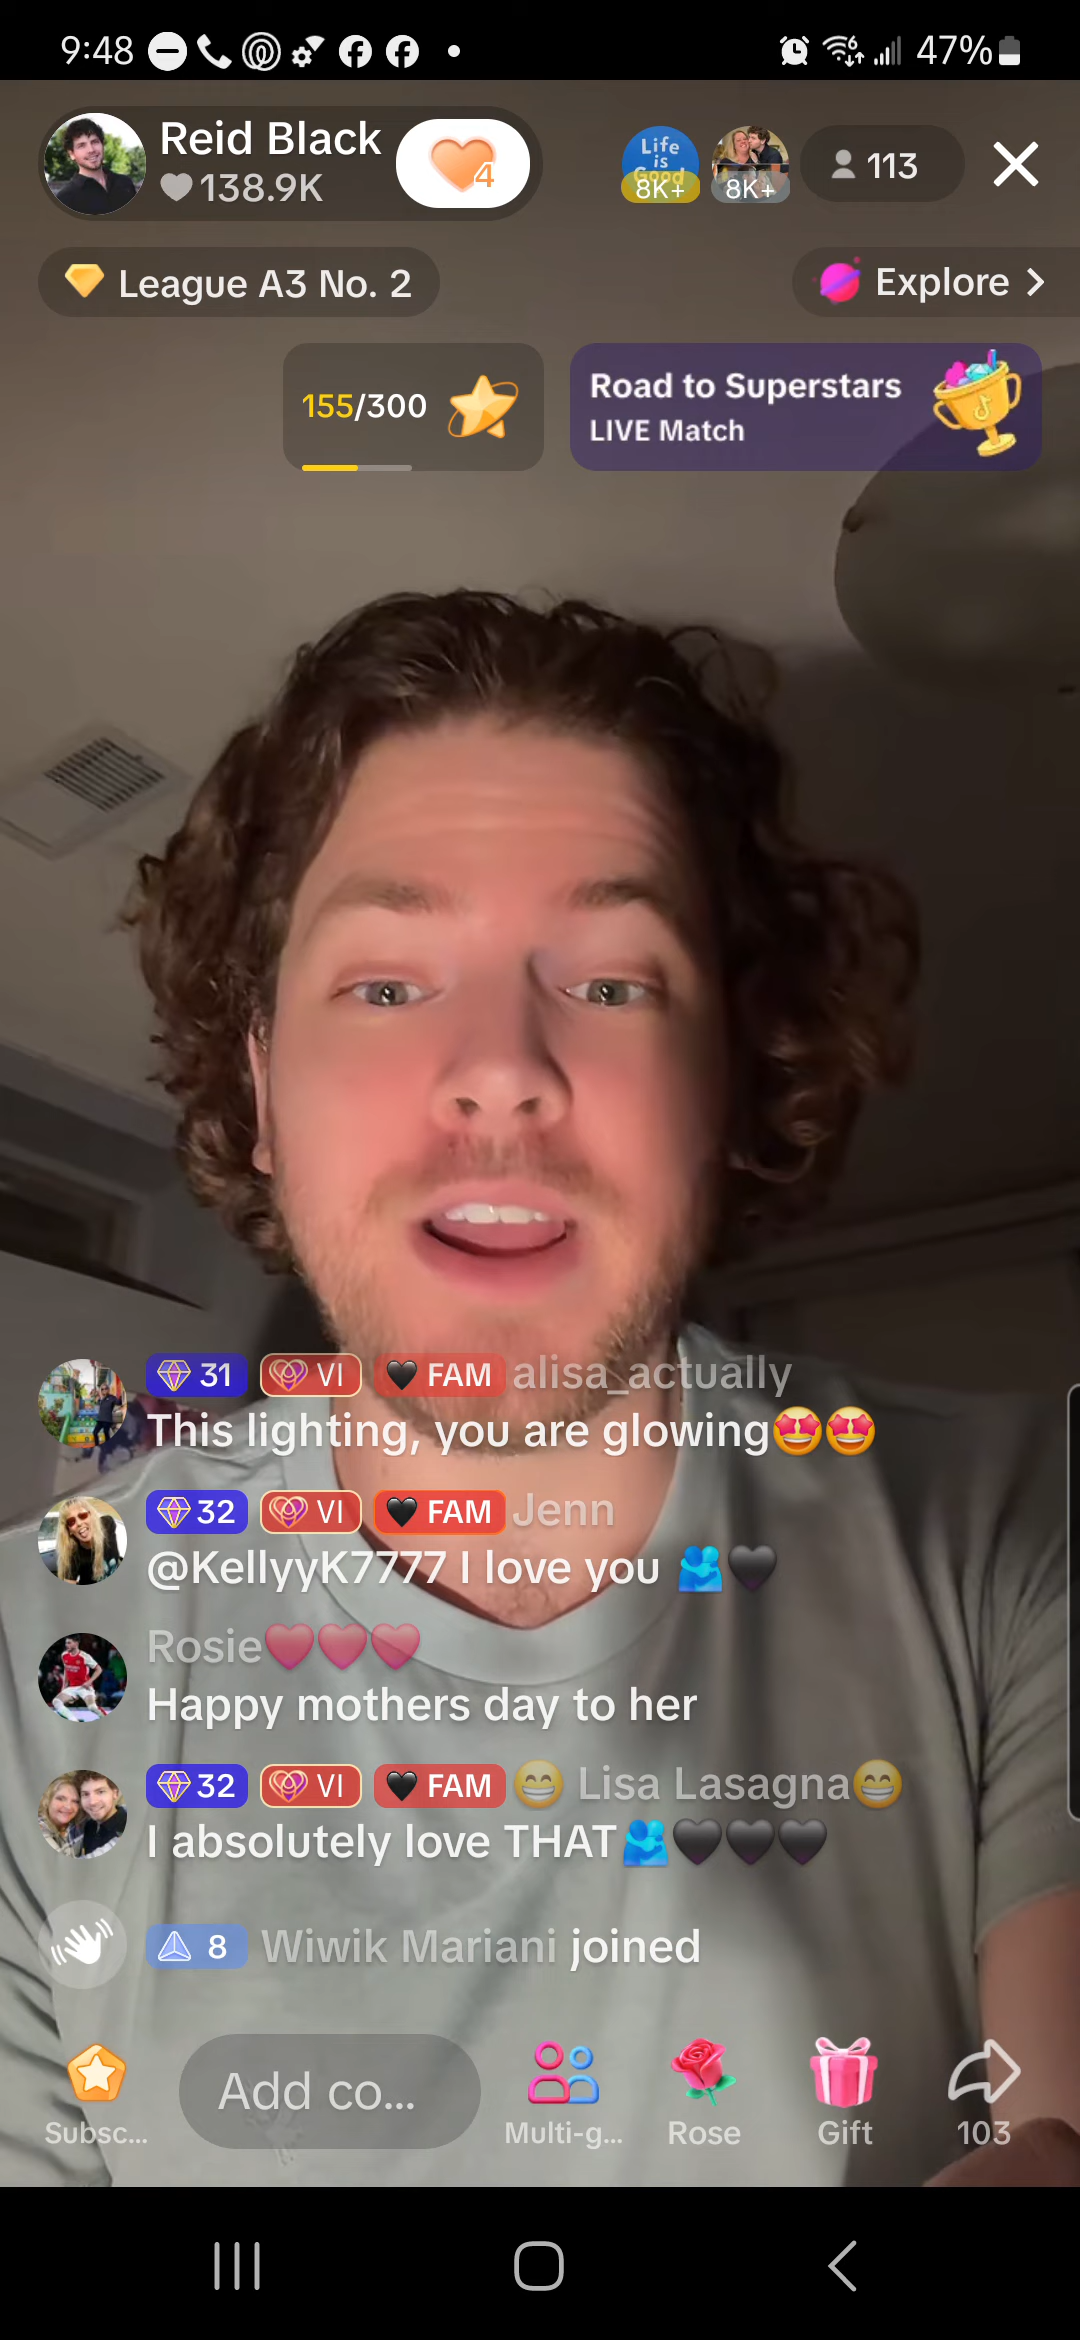 9:48
47%
Reid Black
138.9K
4
Life
is
Good
8K+
8K+
113
League A3 No. 2
Explore >
155/300
Road to Superstars
LIVE Match
31 VI 🖤 FAM alisa_actually
This lighting, you are glowing🤩🤩
32 VI 🖤 FAM Jenn
@KellyyK7777 I love you 🫂🖤
Rosie🩷🩷🩷
Happy mothers day to her
32 VI 🖤 FAM 😁 Lisa Lasagna😁
I absolutely love THAT🫂🖤🖤🖤
8 Wiwik Mariani joined
Subsc...
Add co...
Multi-g...
Rose
Gift
103